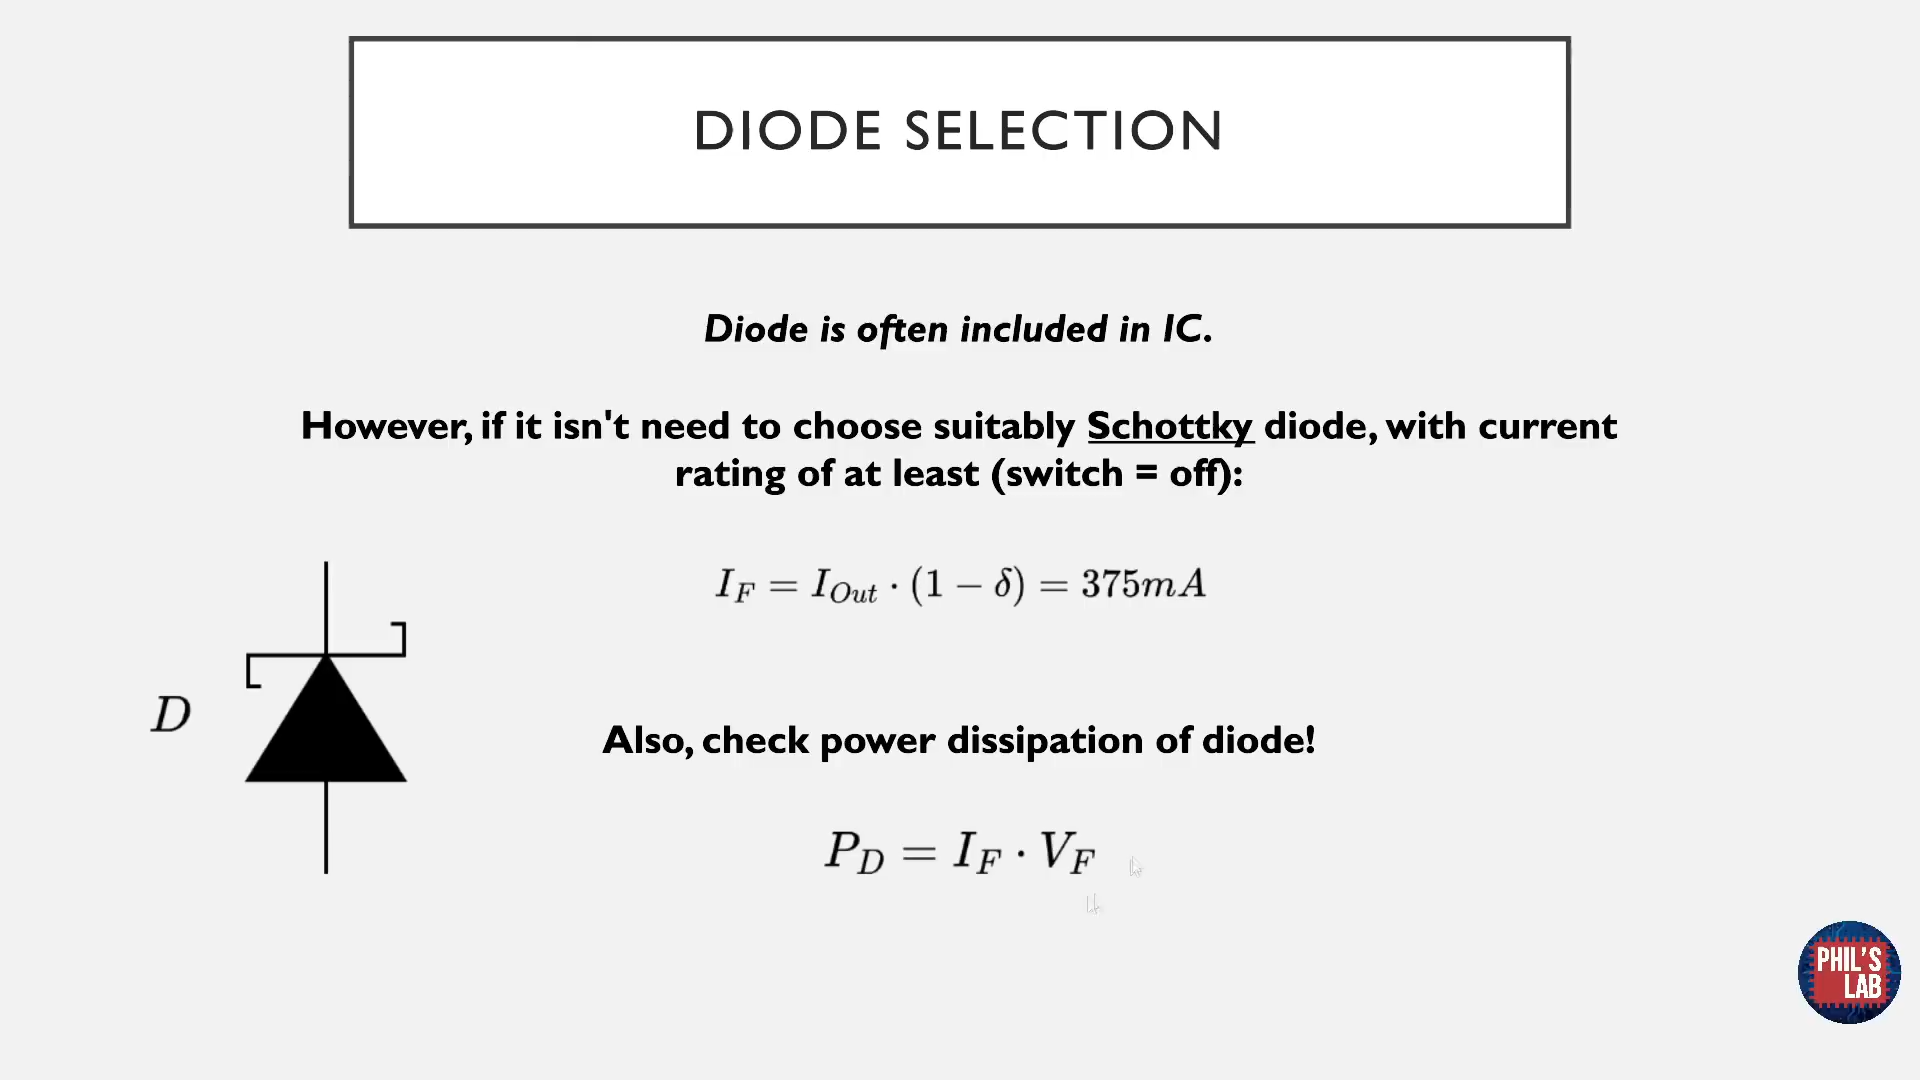 DIODE SELECTION
Diode is often included in IC.
However, if it isn't need to choose suitably Schottky diode, with current
rating of at least (switch = off):
I_F = I_Out · (1 − δ) = 375mA
D
Also, check power dissipation of diode!
P_D = I_F · V_F
PHIL'S
LAB